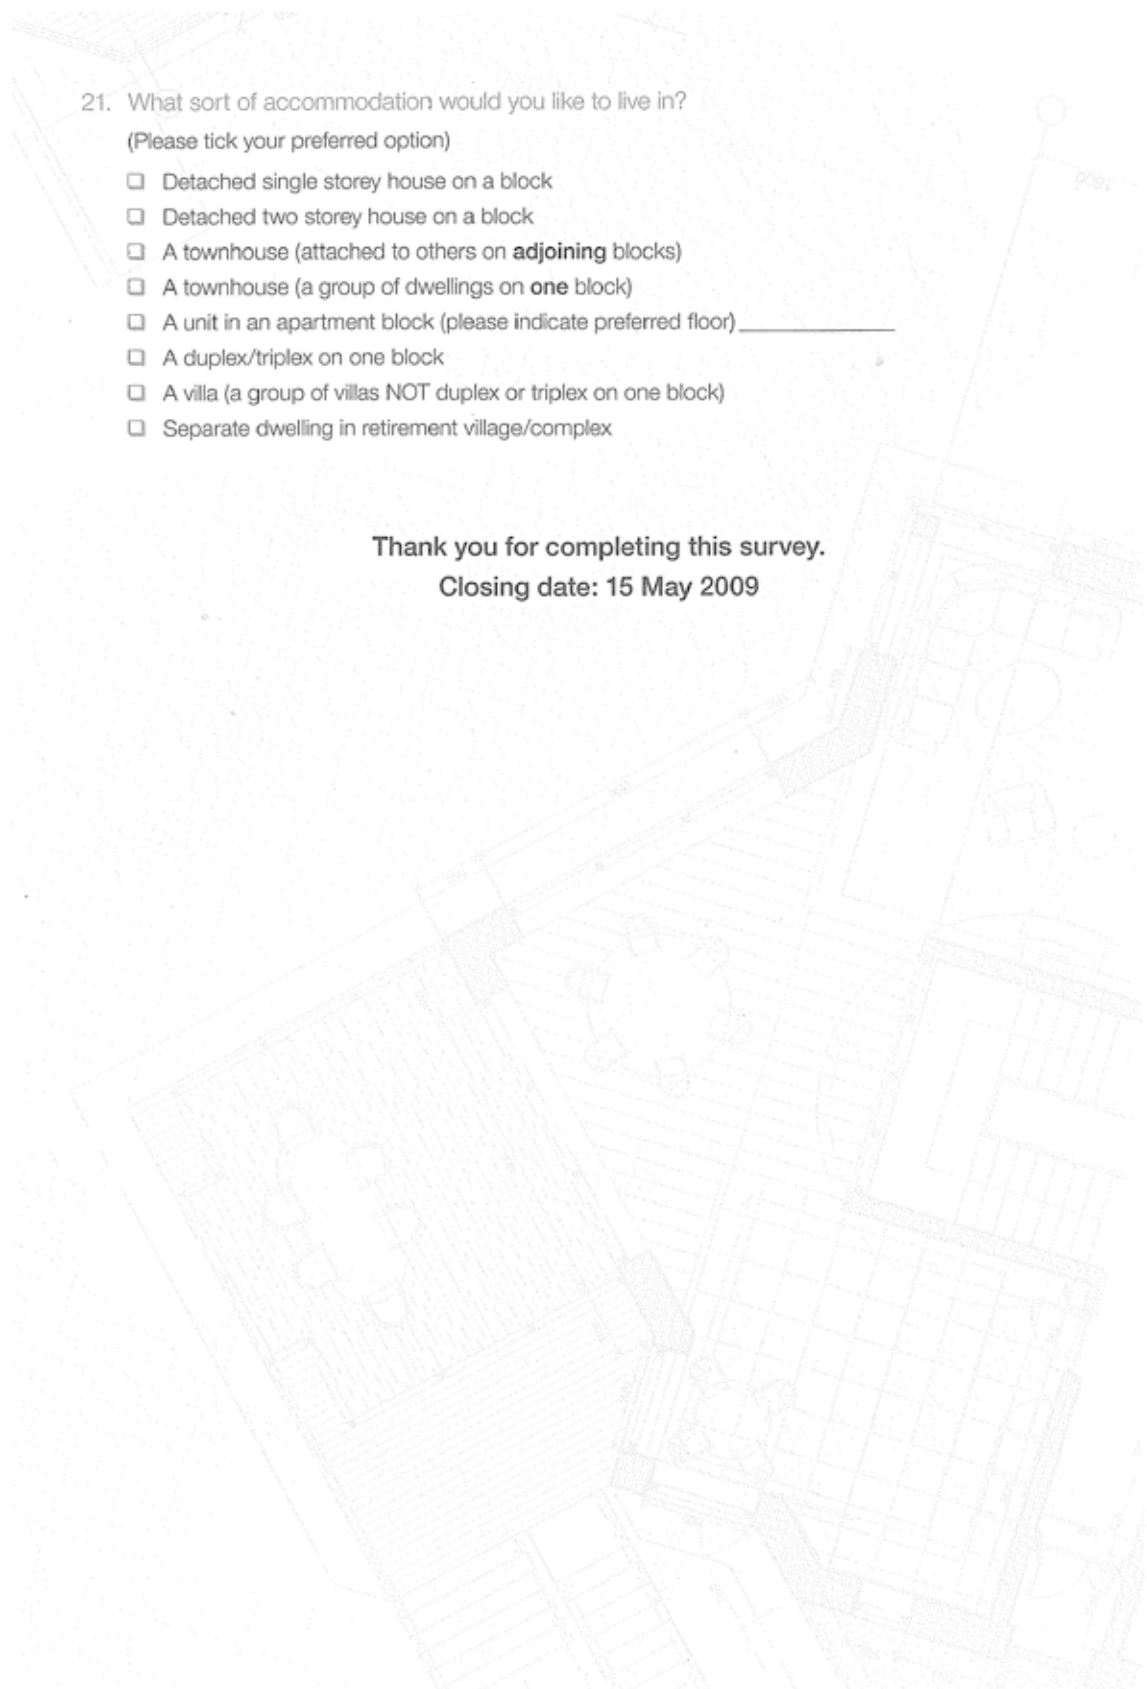 21. What sort of accommodation would you like to live in?
(Please tick your preferred option)
❑ Detached single storey house on a block
❑ Detached two storey house on a block
❑ A townhouse (attached to others on adjoining blocks)
❑ A townhouse (a group of dwellings on one block)
❑ A unit in an apartment block (please indicate preferred floor)____________
❑ A duplex/triplex on one block
❑ A villa (a group of villas NOT duplex or triplex on one block)
❑ Separate dwelling in retirement village/complex
Thank you for completing this survey.
Closing date: 15 May 2009